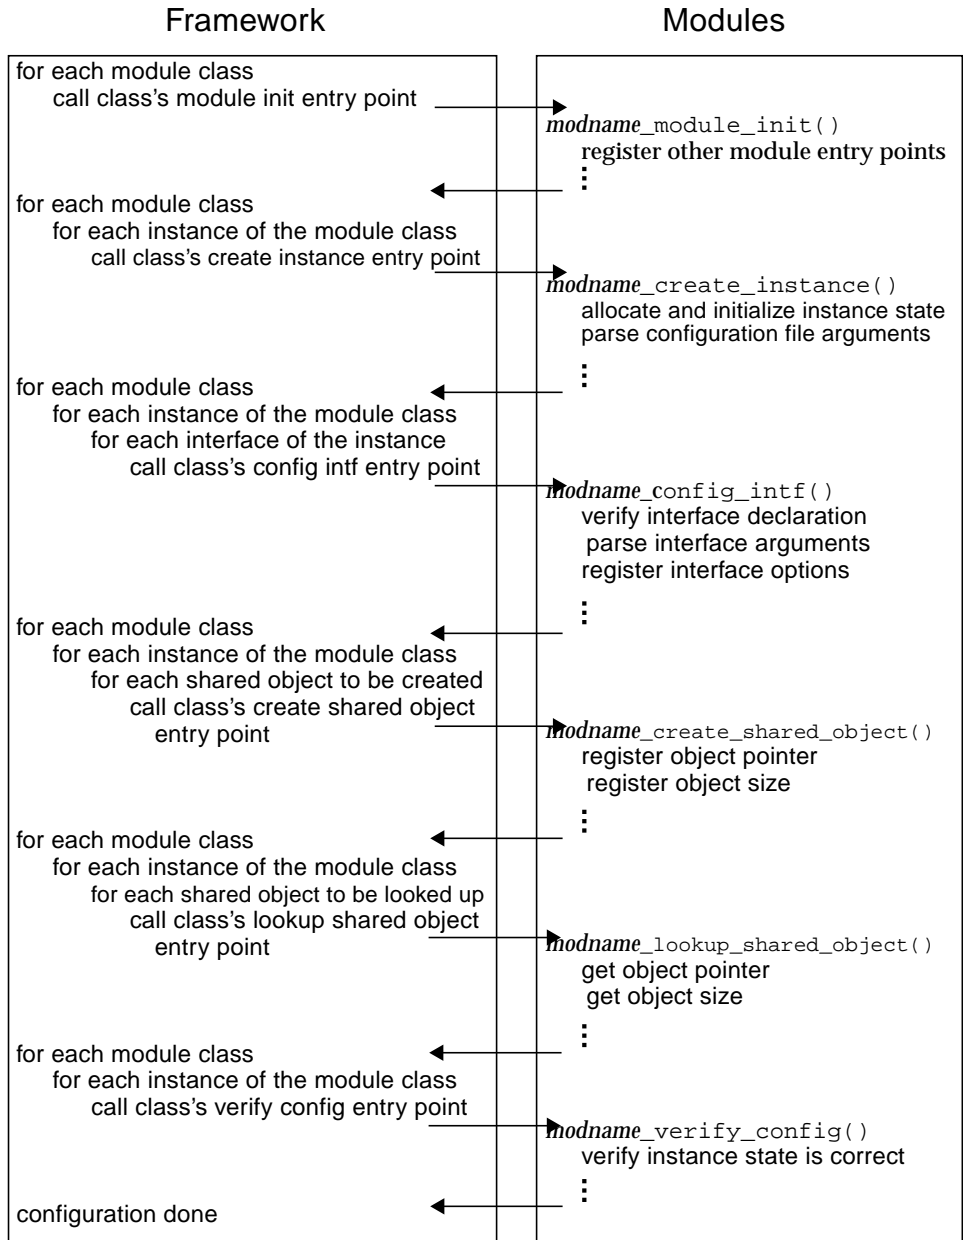 Framework
Modules
for each module class
call class's module init entry point
modname_module_init()
register other module entry points
for each module class
for each instance of the module class
call class's create instance entry point
modname_create_instance()
allocate and initialize instance state
parse configuration file arguments
for each module class
for each instance of the module class
for each interface of the instance
call class's config intf entry point
modname_config_intf()
verify interface declaration
parse interface arguments
register interface options
for each module class
for each instance of the module class
for each shared object to be created
call class's create shared object
entry point
modname_create_shared_object()
register object pointer
register object size
for each module class
for each instance of the module class
for each shared object to be looked up
call class's lookup shared object
entry point
modname_lookup_shared_object()
get object pointer
get object size
for each module class
for each instance of the module class
call class's verify config entry point
modname_verify_config()
verify instance state is correct
configuration done